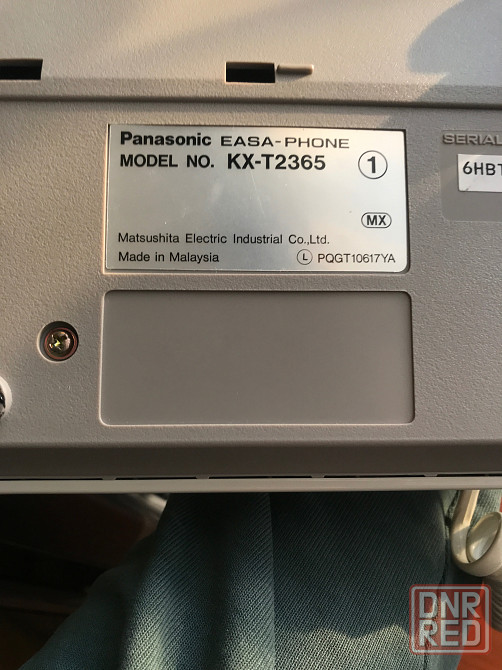 Panasonic EASA-PHONE
MODEL NO. KX-T2365 1
SERIAL
6HBT
MX
Matsushita Electric Industrial Co.,Ltd.
Made in Malaysia L PQGT10617YA
DNR
RED